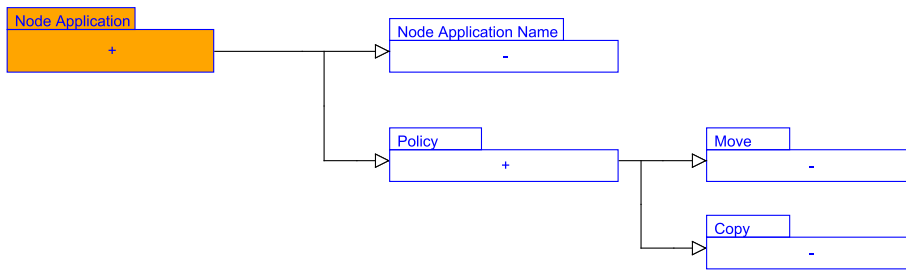 Node Application
+
Node Application Name
-
Policy
+
Move
-
Copy
-